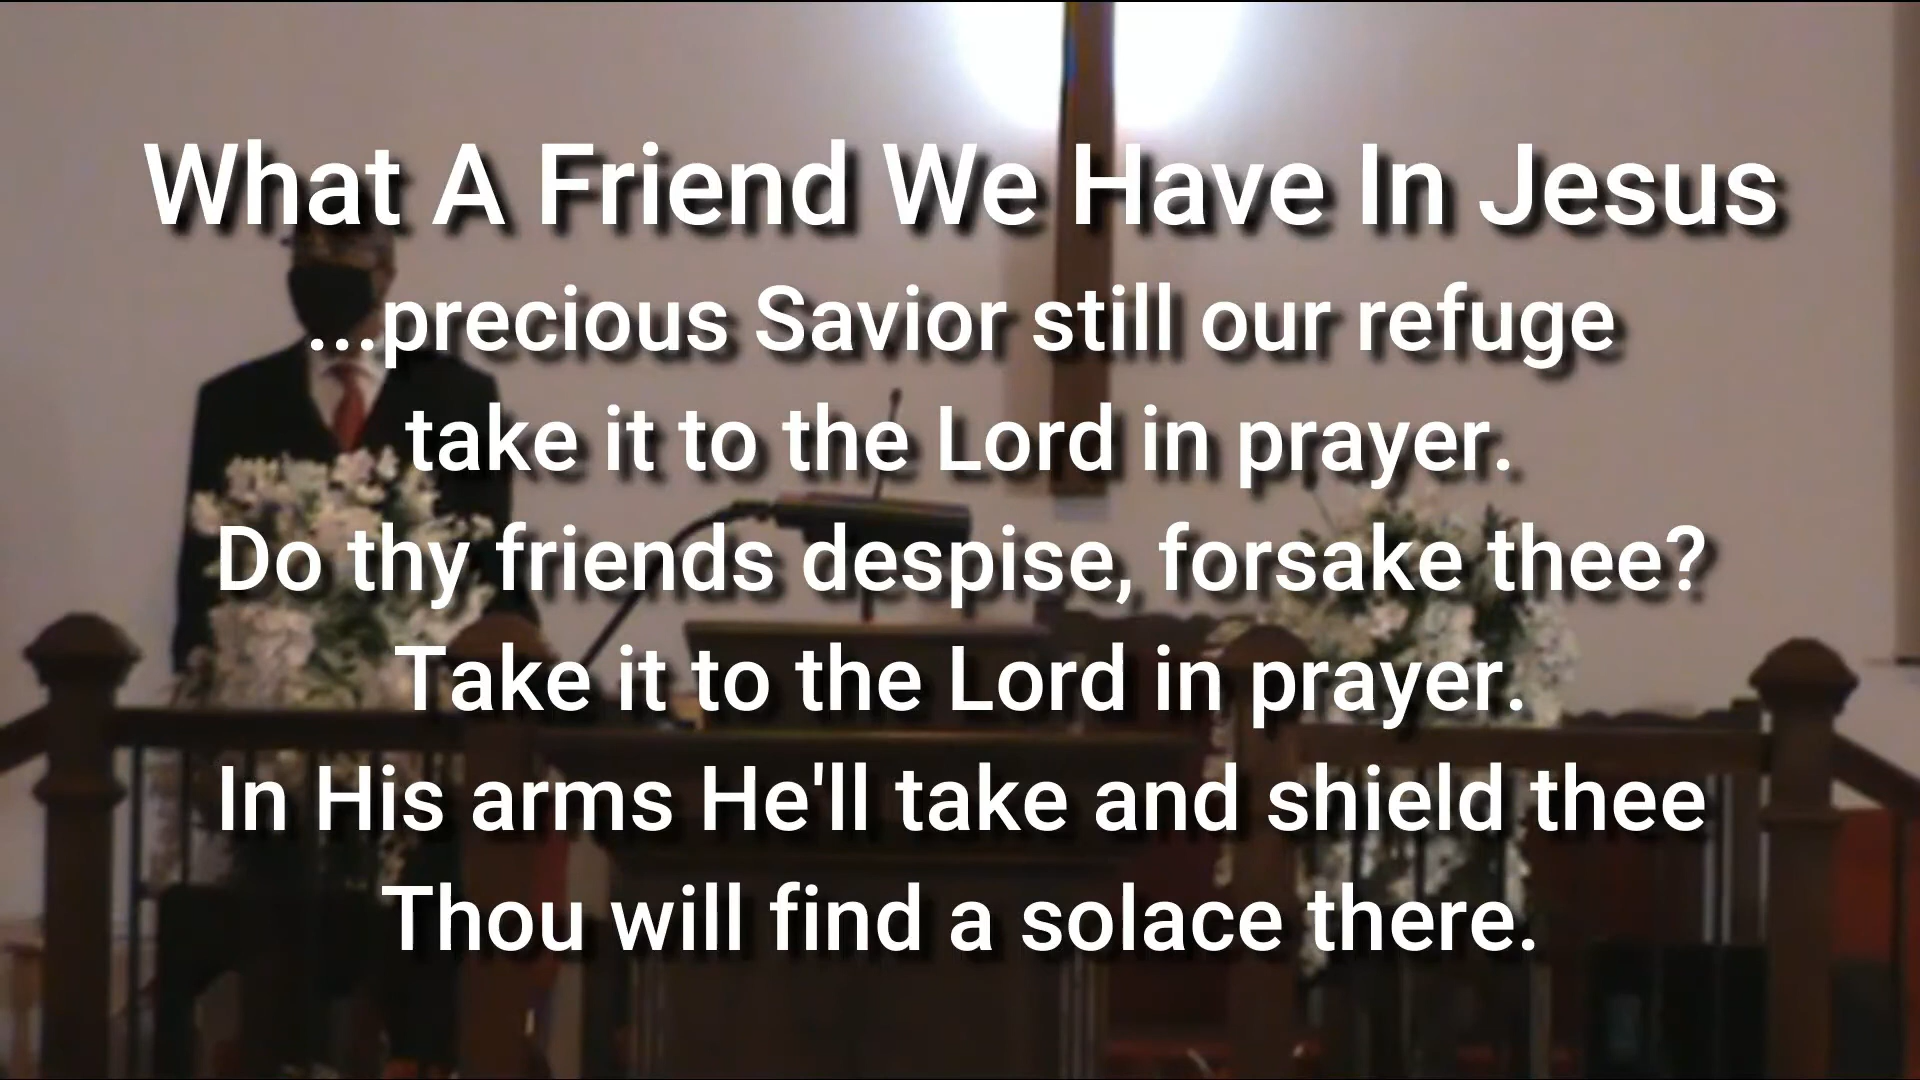 What A Friend We Have In Jesus
...precious Savior still our refuge
take it to the Lord in prayer.
Do thy friends despise, forsake thee?
Take it to the Lord in prayer.
In His arms He'll take and shield thee
Thou will find a solace there.